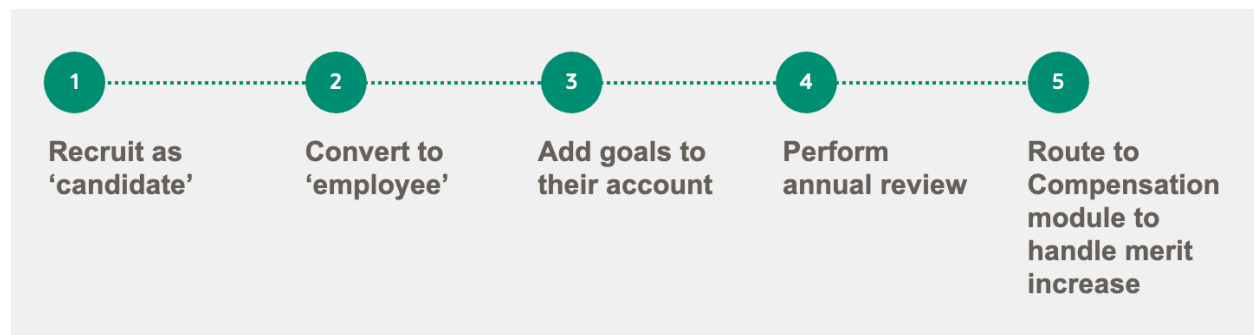 1
2
3
4
5
Recruit as
‘candidate’
Convert to
‘employee’
Add goals to
their account
Perform
annual review
Route to
Compensation
module to
handle merit
increase